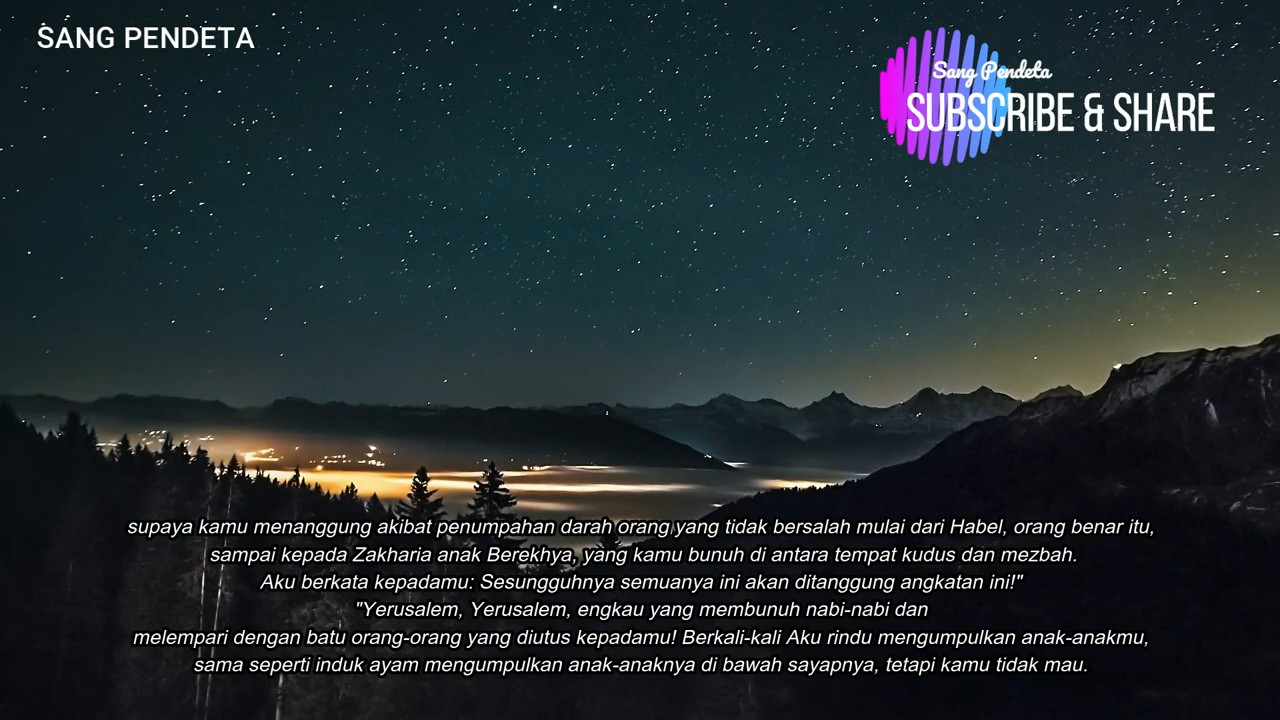 SANG PENDETA
Sang Pendeta
SUBSCRIBE & SHARE
supaya kamu menanggung akibat penumpahan darah orang yang tidak bersalah mulai dari Habel, orang benar itu,
sampai kepada Zakharia anak Berekhya, yang kamu bunuh di antara tempat kudus dan mezbah.
Aku berkata kepadamu: Sesungguhnya semuanya ini akan ditanggung angkatan ini!"
"Yerusalem, Yerusalem, engkau yang membunuh nabi-nabi dan
melempari dengan batu orang-orang yang diutus kepadamu! Berkali-kali Aku rindu mengumpulkan anak-anakmu,
sama seperti induk ayam mengumpulkan anak-anaknya di bawah sayapnya, tetapi kamu tidak mau.